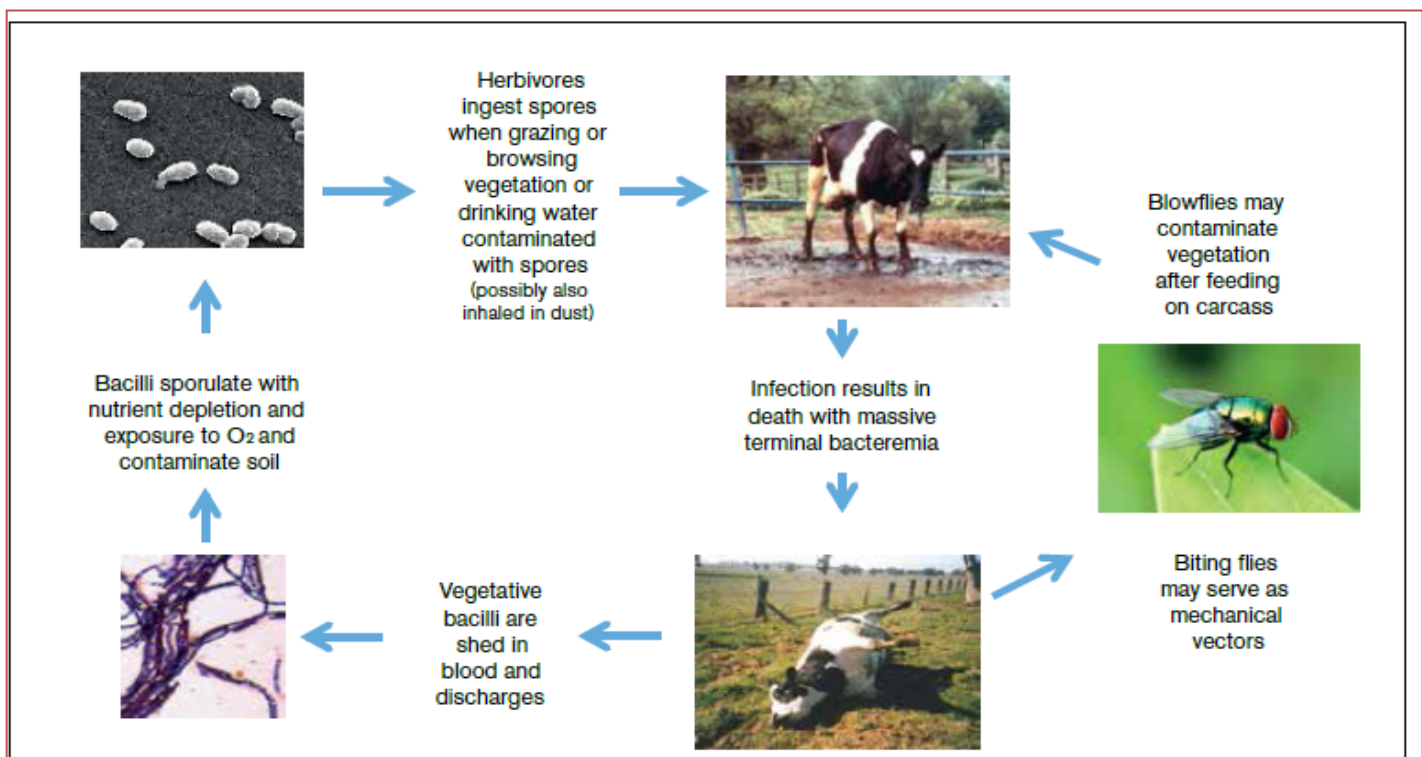 Herbivores
ingest spores
when grazing or
browsing
vegetation or
drinking water
contaminated
with spores
(possibly also
inhaled in dust)
Blowflies may
contaminate
vegetation
after feeding
on carcass
Bacilli sporulate with
nutrient depletion and
exposure to O₂ and
contaminate soil
Infection results in
death with massive
terminal bacteremia
Vegetative
bacilli are
shed in
blood and
discharges
Biting flies
may serve as
mechanical
vectors